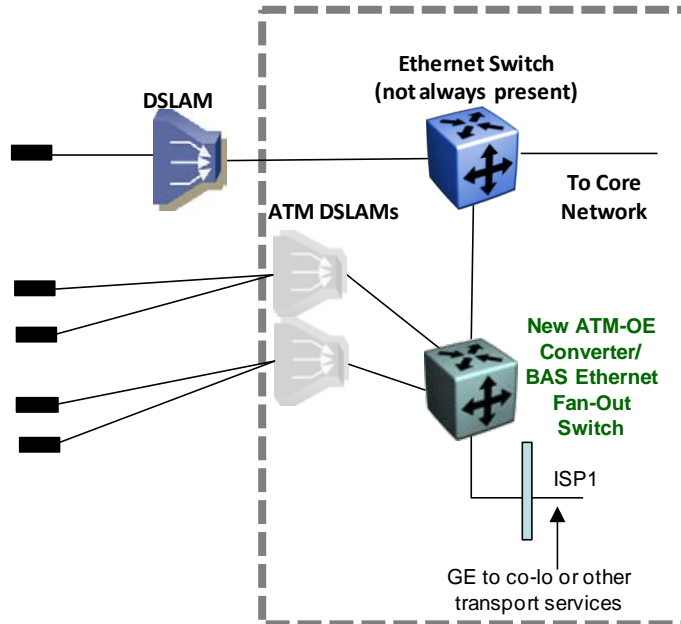 Ethernet Switch
(not always present)
DSLAM
To Core
Network
ATM DSLAMs
New ATM-OE
Converter/
BAS Ethernet
Fan-Out
Switch
ISP1
GE to co-lo or other
transport services